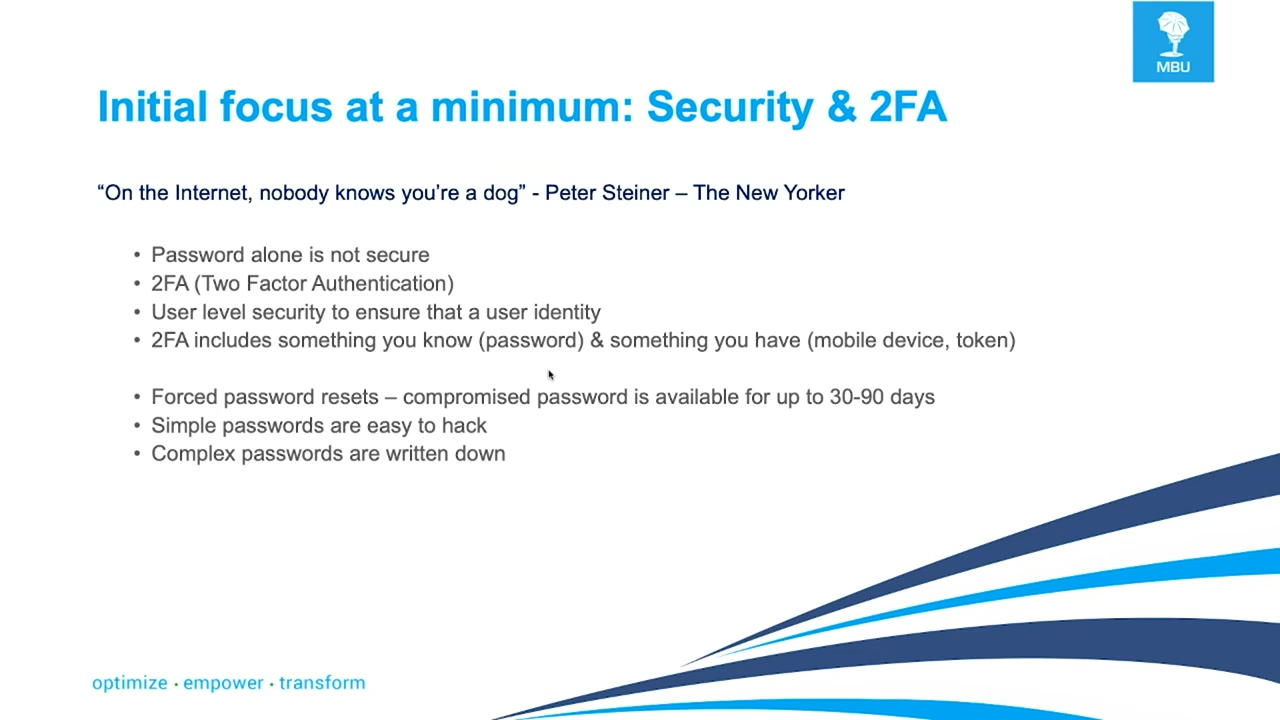 MBU
Initial focus at a minimum: Security & 2FA
“On the Internet, nobody knows you’re a dog” - Peter Steiner – The New Yorker
• Password alone is not secure
• 2FA (Two Factor Authentication)
• User level security to ensure that a user identity
• 2FA includes something you know (password) & something you have (mobile device, token)
• Forced password resets – compromised password is available for up to 30-90 days
• Simple passwords are easy to hack
• Complex passwords are written down
optimize • empower • transform